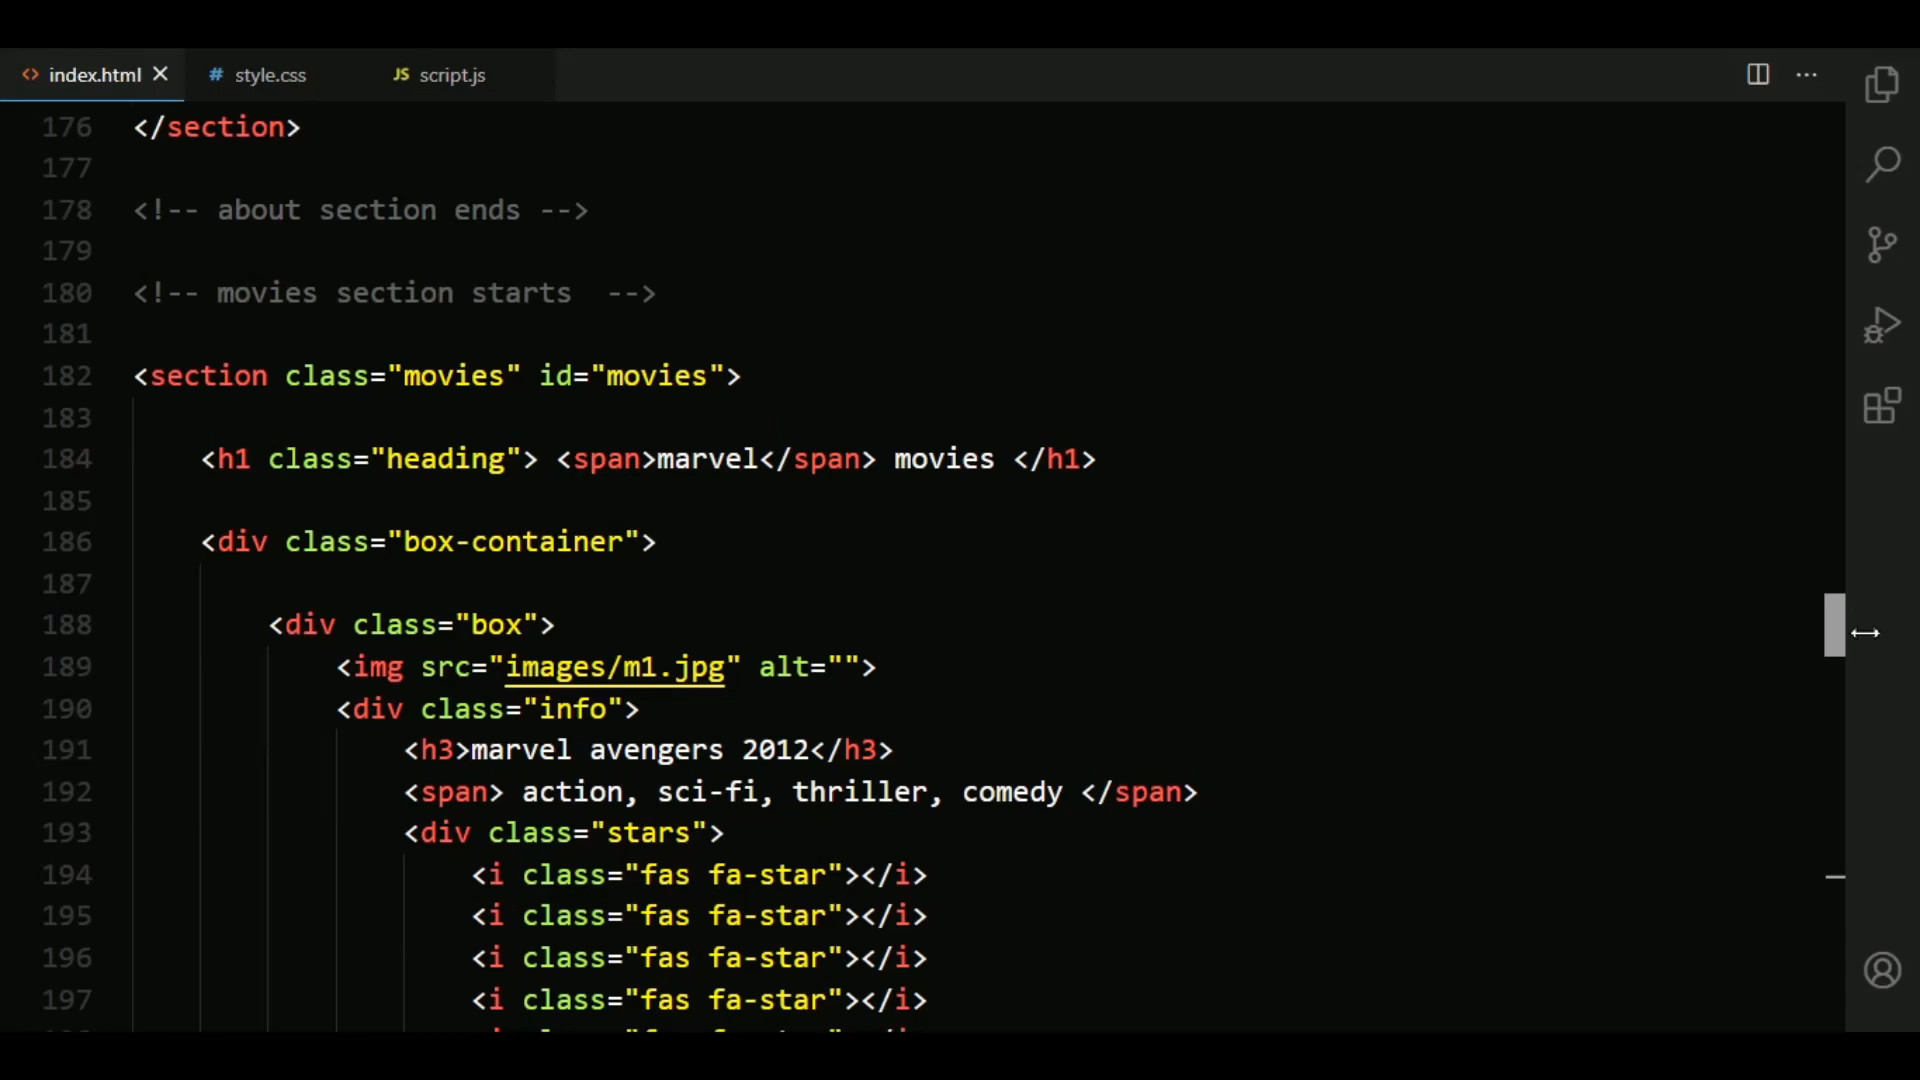 <> index.html × # style.css JS script.js
176 </section>
177
178 <!-- about section ends -->
179
180 <!-- movies section starts  -->
181
182 <section class="movies" id="movies">
183
184     <h1 class="heading"> <span>marvel</span> movies </h1>
185
186     <div class="box-container">
187
188         <div class="box">
189             <img src="images/m1.jpg" alt="">
190             <div class="info">
191                 <h3>marvel avengers 2012</h3>
192                 <span> action, sci-fi, thriller, comedy </span>
193                 <div class="stars">
194                     <i class="fas fa-star"></i>
195                     <i class="fas fa-star"></i>
196                     <i class="fas fa-star"></i>
197                     <i class="fas fa-star"></i>